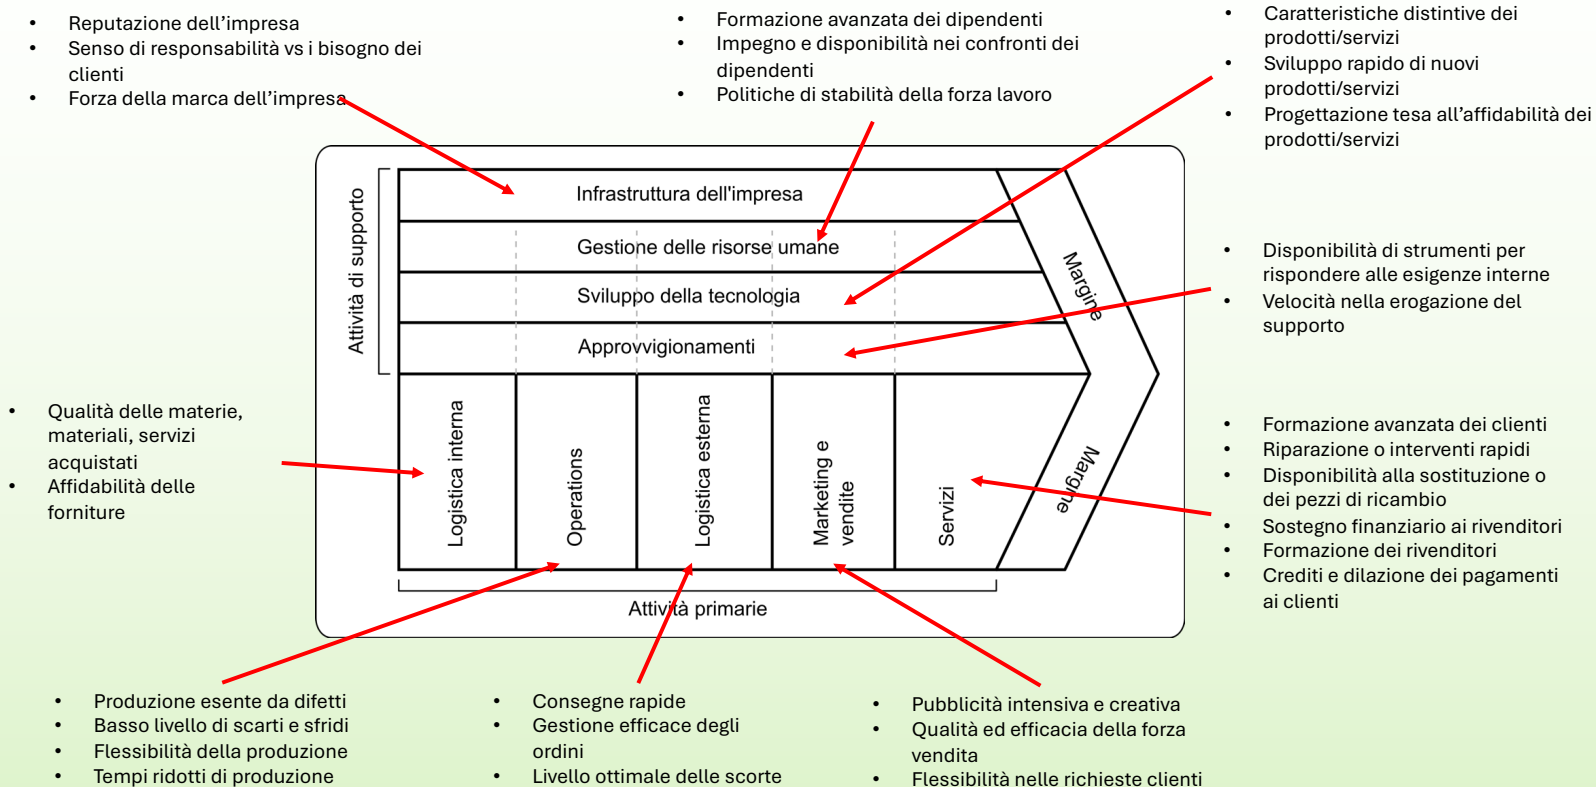 • Reputazione dell’impresa
• Senso di responsabilità vs i bisogno dei
clienti
• Forza della marca dell’impresa
• Formazione avanzata dei dipendenti
• Impegno e disponibilità nei confronti dei
dipendenti
• Politiche di stabilità della forza lavoro
• Caratteristiche distintive dei
prodotti/servizi
• Sviluppo rapido di nuovi
prodotti/servizi
• Progettazione tesa all’affidabilità dei
prodotti/servizi
Attività di supporto
Infrastruttura dell'impresa
Gestione delle risorse umane
Sviluppo della tecnologia
Approvvigionamenti
Margine
Margine
• Disponibilità di strumenti per
rispondere alle esigenze interne
• Velocità nella erogazione del
supporto
• Qualità delle materie,
materiali, servizi
acquistati
• Affidabilità delle
forniture
Logistica interna
Operations
Logistica esterna
Marketing e
vendite
Servizi
Attività primarie
• Formazione avanzata dei clienti
• Riparazione o interventi rapidi
• Disponibilità alla sostituzione o
dei pezzi di ricambio
• Sostegno finanziario ai rivenditori
• Formazione dei rivenditori
• Crediti e dilazione dei pagamenti
ai clienti
• Produzione esente da difetti
• Basso livello di scarti e sfridi
• Flessibilità della produzione
• Tempi ridotti di produzione
• Consegne rapide
• Gestione efficace degli
ordini
• Livello ottimale delle scorte
• Pubblicità intensiva e creativa
• Qualità ed efficacia della forza
vendita
• Flessibilità nelle richieste clienti